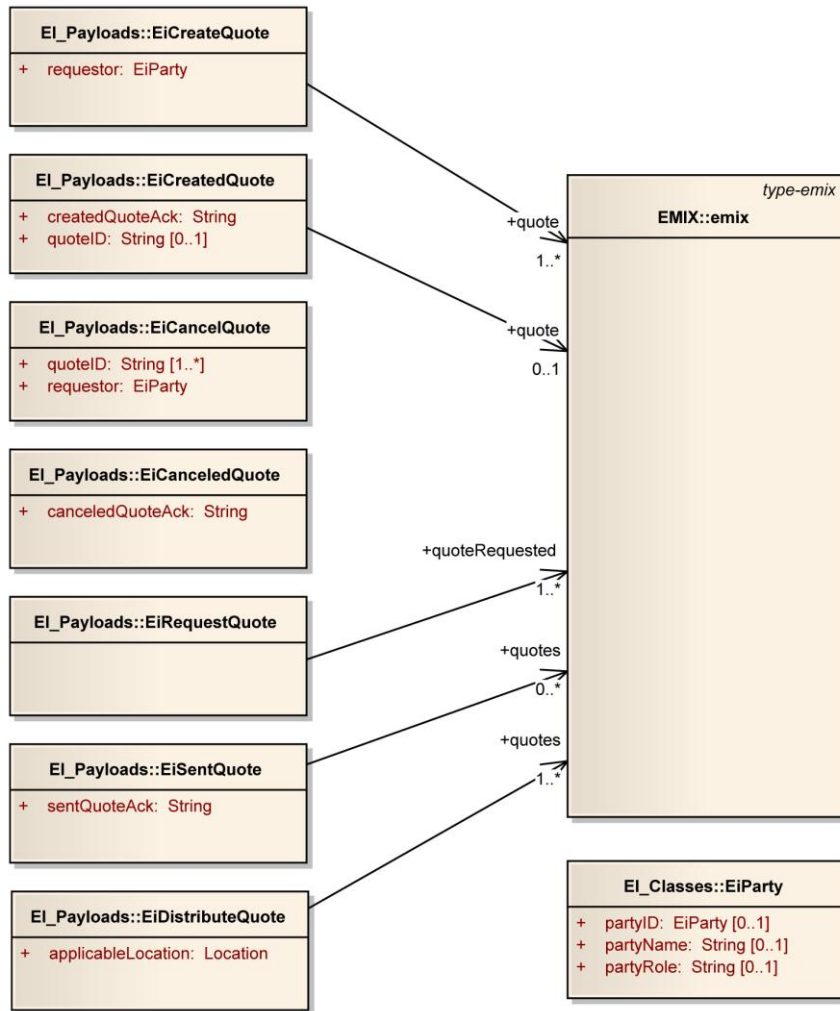 EI_Payloads::EiCreateQuote
+ requestor: EiParty
EI_Payloads::EiCreatedQuote
+ createdQuoteAck: String
+ quoteID: String [0..1]
EI_Payloads::EiCancelQuote
+ quoteID: String [1..*]
+ requestor: EiParty
EI_Payloads::EiCanceledQuote
+ canceledQuoteAck: String
EI_Payloads::EiRequestQuote
EI_Payloads::EiSentQuote
+ sentQuoteAck: String
EI_Payloads::EiDistributeQuote
+ applicableLocation: Location
+quote
1..*
+quote
0..1
+quoteRequested
1..*
+quotes
0..*
+quotes
1..*
type-emix
EMIX::emix
EI_Classes::EiParty
+ partyID: EiParty [0..1]
+ partyName: String [0..1]
+ partyRole: String [0..1]